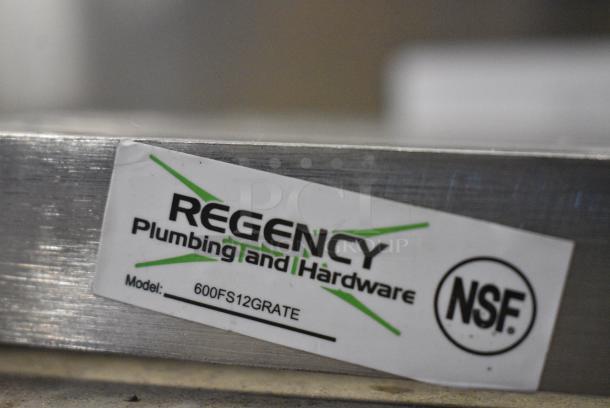 REGENCY
Plumbing and Hardware
Model: 600FS12GRATE
NSF®